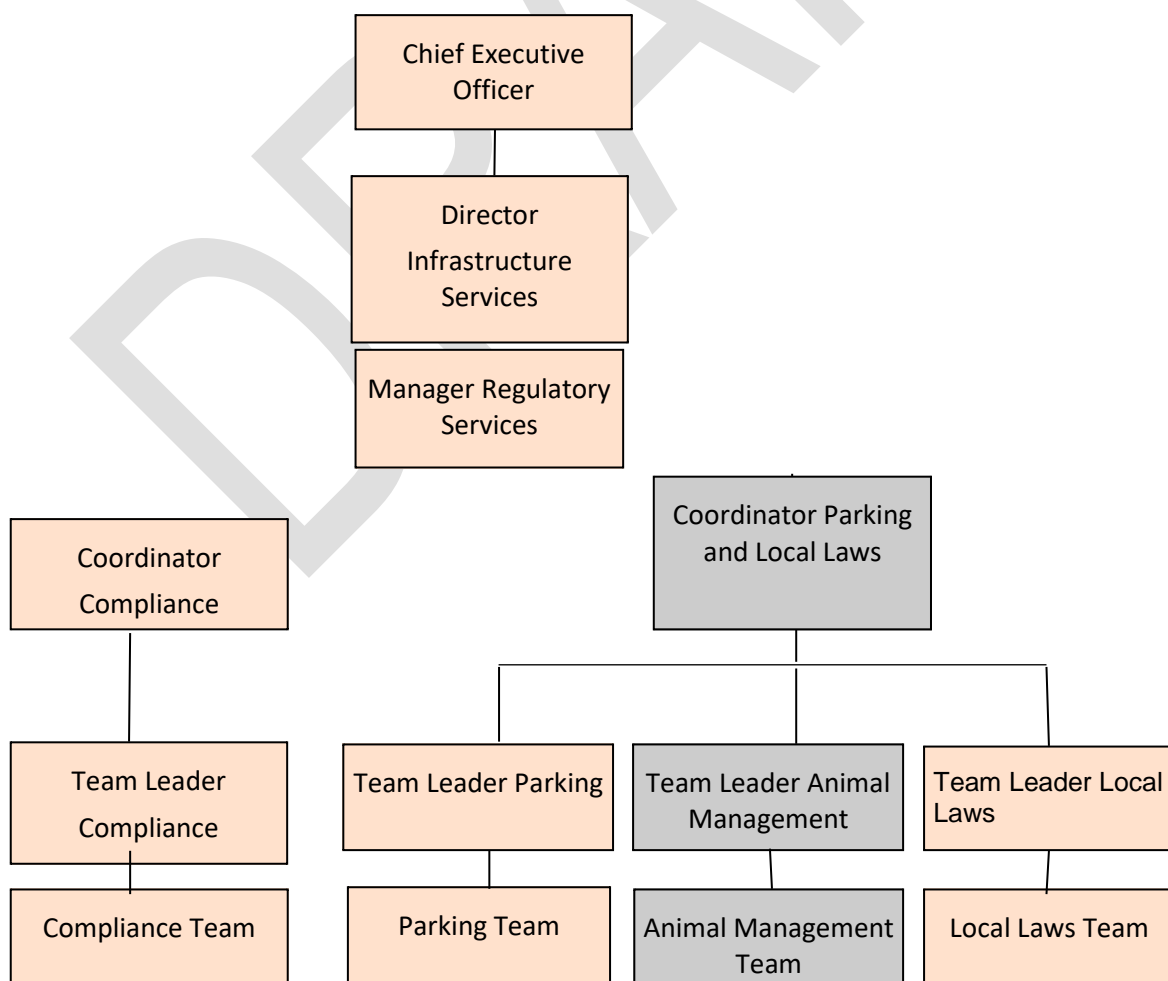 Chief Executive
Officer
Director
Infrastructure
Services
Manager Regulatory
Services
Coordinator Parking
and Local Laws
Coordinator
Compliance
Team Leader
Compliance
Team Leader Parking
Team Leader Animal
Management
Team Leader Local
Laws
Compliance Team
Parking Team
Animal Management
Team
Local Laws Team